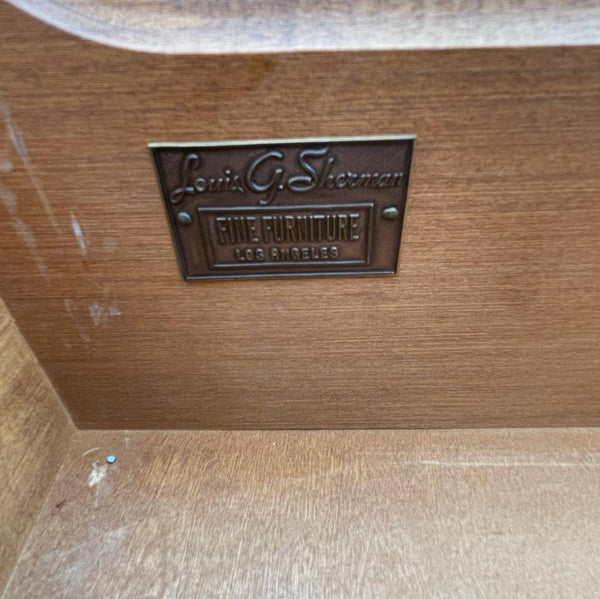 Louis G. Sherman
FINE FURNITURE
LOS ANGELES